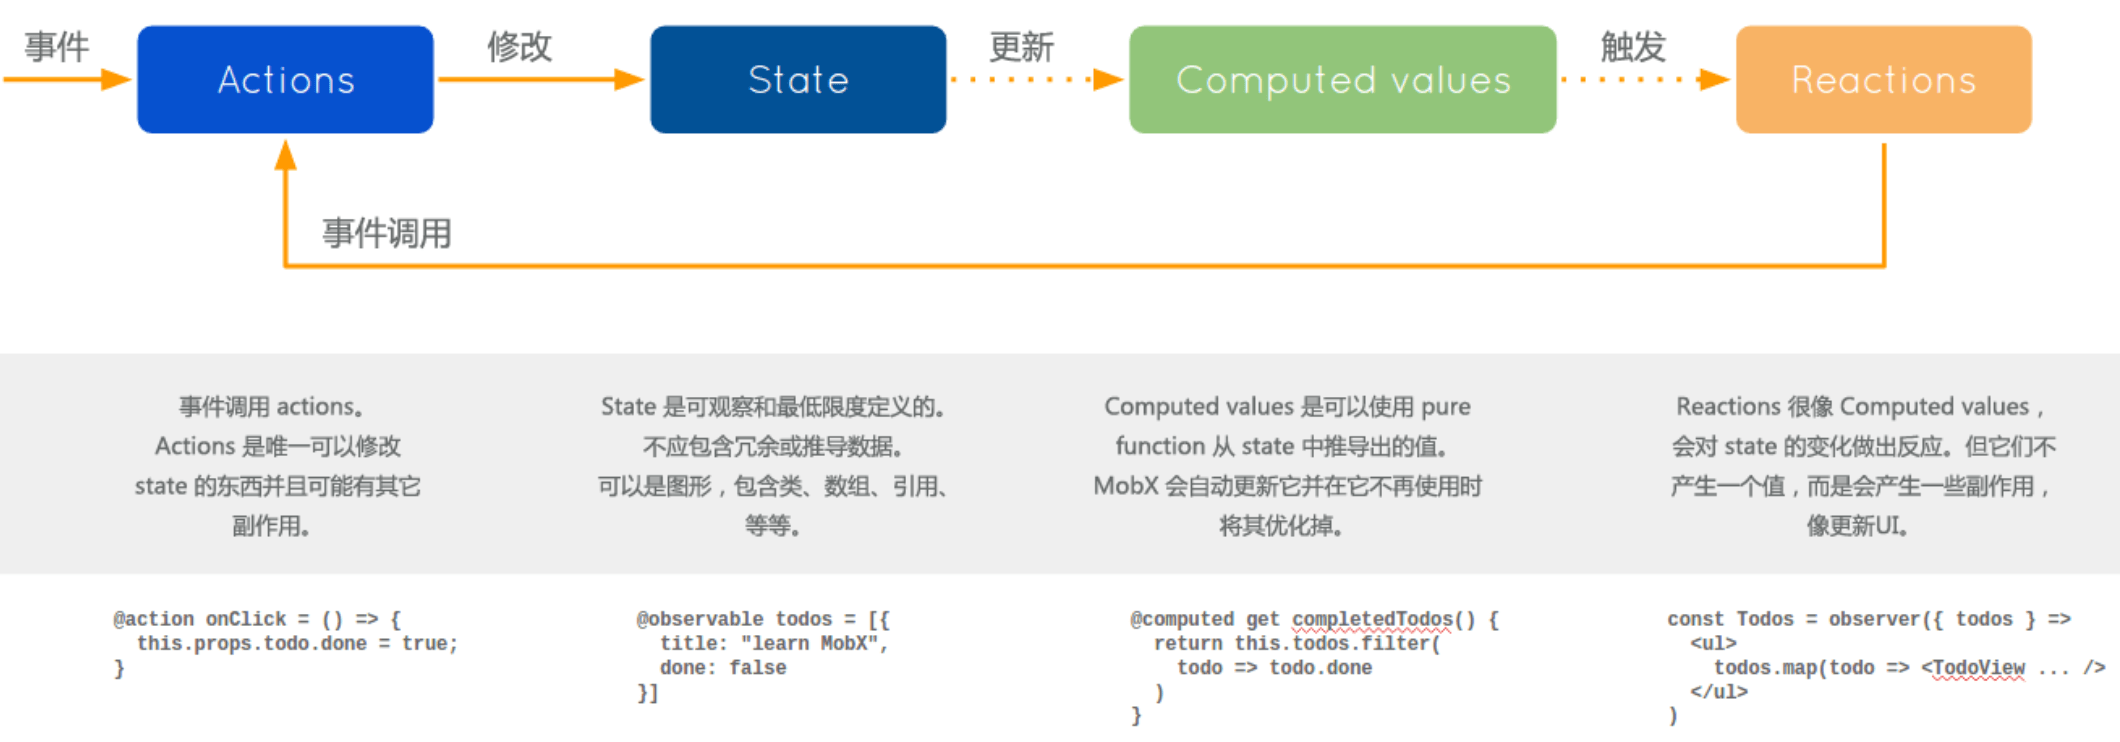 事件
Actions
修改
State
更新
Computed values
触发
Reactions
事件调用
事件调用 actions。
Actions 是唯一可以修改
state 的东西并且可能有其它
副作用。
State 是可观察和最低限度定义的。
不应包含冗余或推导数据。
可以是图形，包含类、数组、引用、
等等。
Computed values 是可以使用 pure
function 从 state 中推导出的值。
MobX 会自动更新它并在它不再使用时
将其优化掉。
Reactions 很像 Computed values，
会对 state 的变化做出反应。但它们不
产生一个值，而是会产生一些副作用，
像更新UI。
@action onClick = () => {
  this.props.todo.done = true;
}
@observable todos = [{
  title: "learn MobX",
  done: false
}]
@computed get completedTodos() {
  return this.todos.filter(
    todo => todo.done
  )
}
const Todos = observer({ todos } =>
  <ul>
    todos.map(todo => <TodoView ... />
  </ul>
)